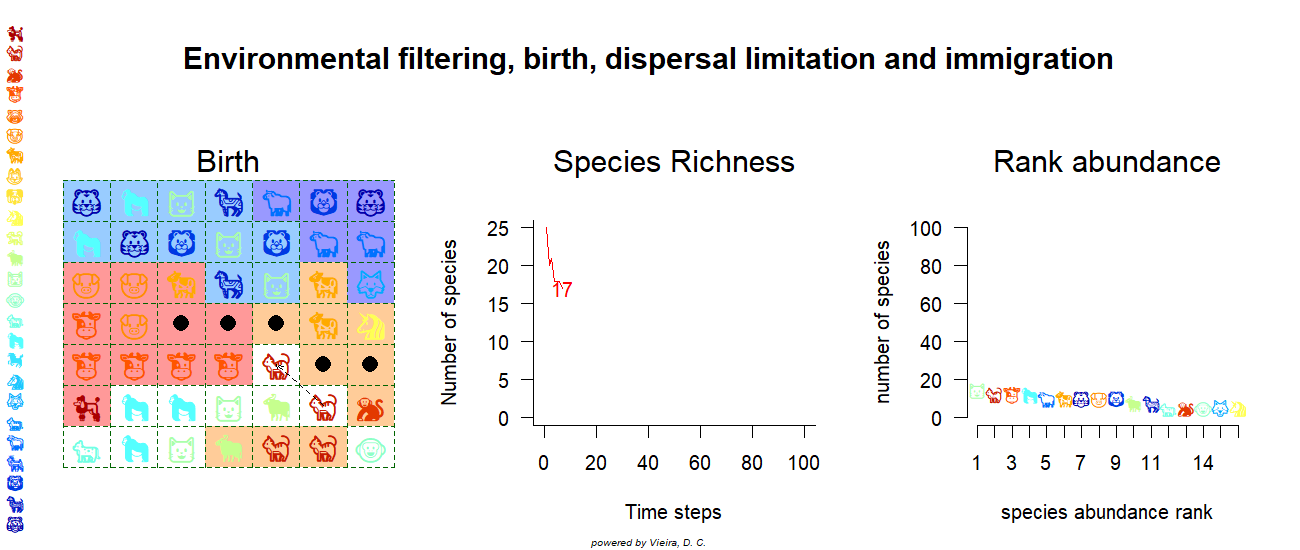 Environmental filtering, birth, dispersal limitation and immigration
Birth
Species Richness
Number of species
25
20
15
10
5
0
17
0 20 40 60 80 100
Time steps
Rank abundance
number of species
100
80
60
40
20
0
1 3 5 7 9 11 14
species abundance rank
powered by Vieira, D. C.